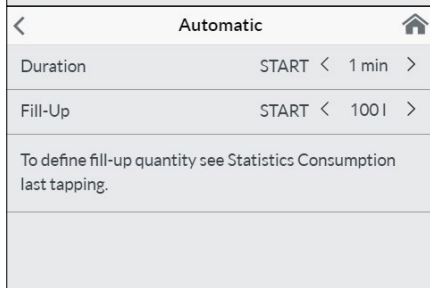 Automatic
Duration START < 1 min >
Fill-Up START < 100 l >
To define fill-up quantity see Statistics Consumption
last tapping.